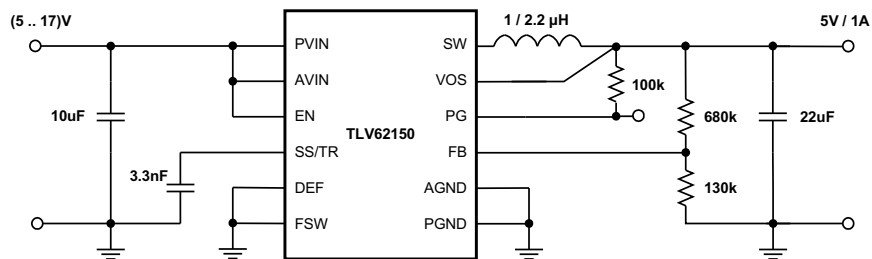 (5 .. 17)V
1 / 2.2 µH
5V / 1A
PVIN
SW
AVIN
VOS
100k
10uF
EN
PG
680k
22uF
TLV62150
SS/TR
FB
3.3nF
DEF
AGND
130k
FSW
PGND